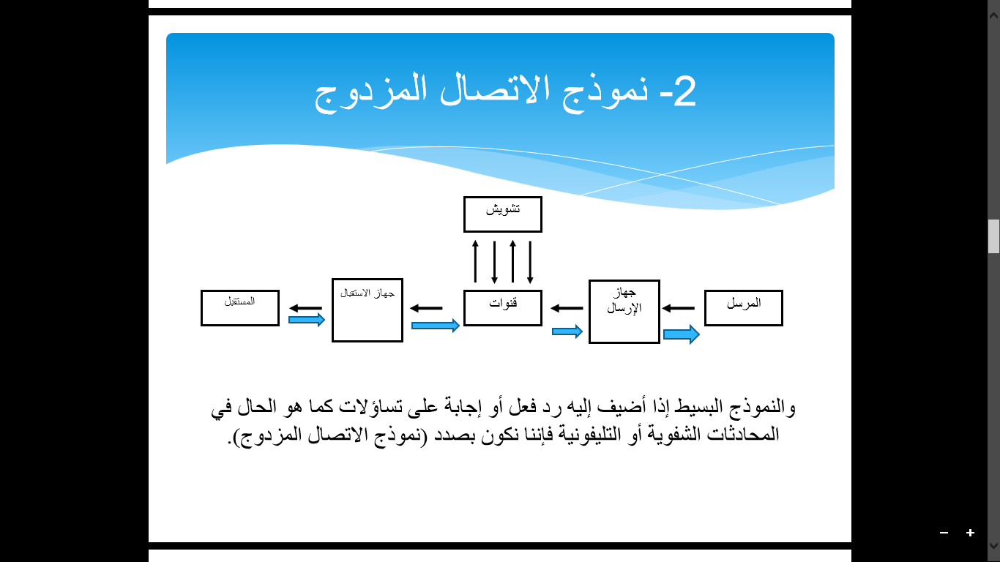 2- نموذج الاتصال المزدوج
تشويش
المرسل
جهاز
الإرسال
قنوات
جهاز الاستقبال
المستقبل
والنموذج البسيط إذا أضيف إليه رد فعل أو إجابة على تساؤلات كما هو الحال في
المحادثات الشفوية أو التليفونية فإننا نكون بصدد (نموذج الاتصال المزدوج).